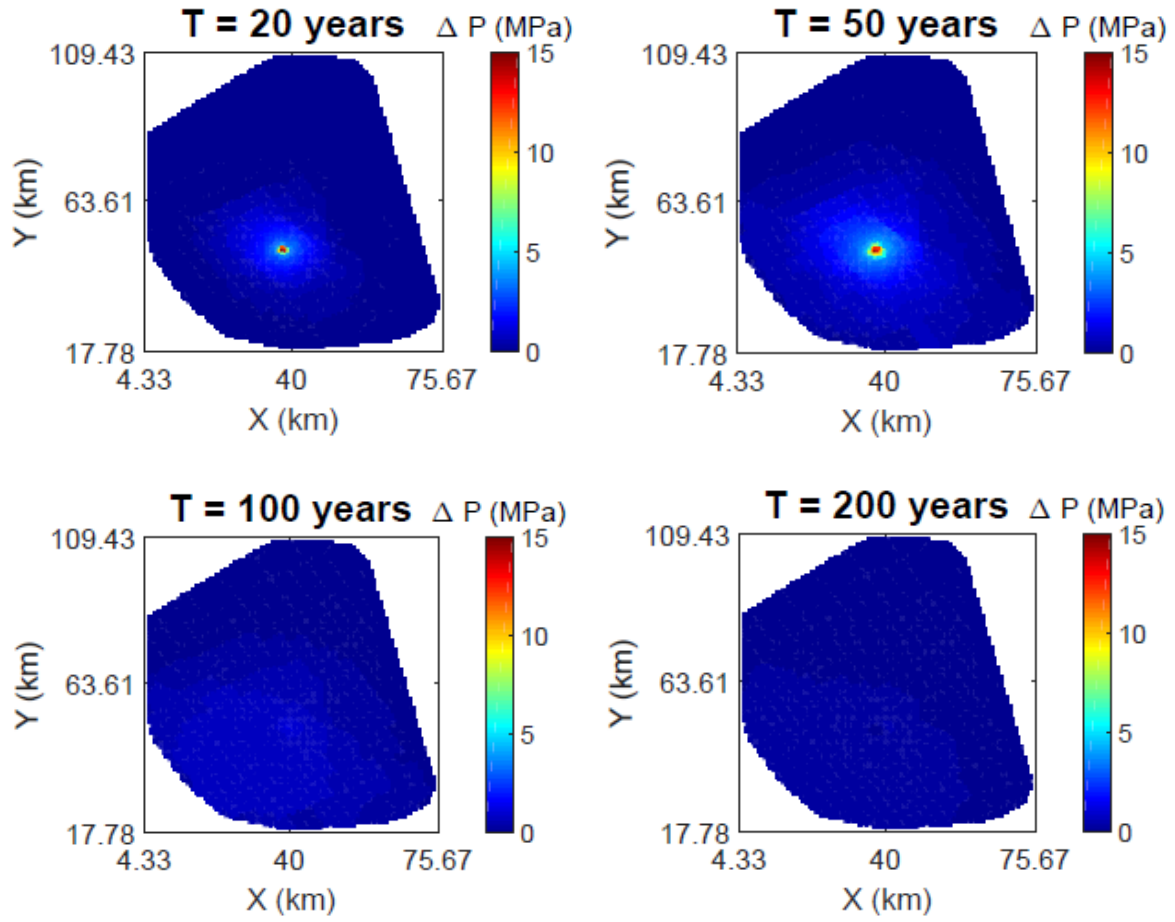 T = 20 years Δ P (MPa)
109.43
63.61
17.78
Y (km)
4.33 40 75.67
X (km)
15
10
5
0
T = 50 years Δ P (MPa)
109.43
63.61
17.78
Y (km)
4.33 40 75.67
X (km)
15
10
5
0
T = 100 years Δ P (MPa)
109.43
63.61
17.78
Y (km)
4.33 40 75.67
X (km)
15
10
5
0
T = 200 years Δ P (MPa)
109.43
63.61
17.78
Y (km)
4.33 40 75.67
X (km)
15
10
5
0